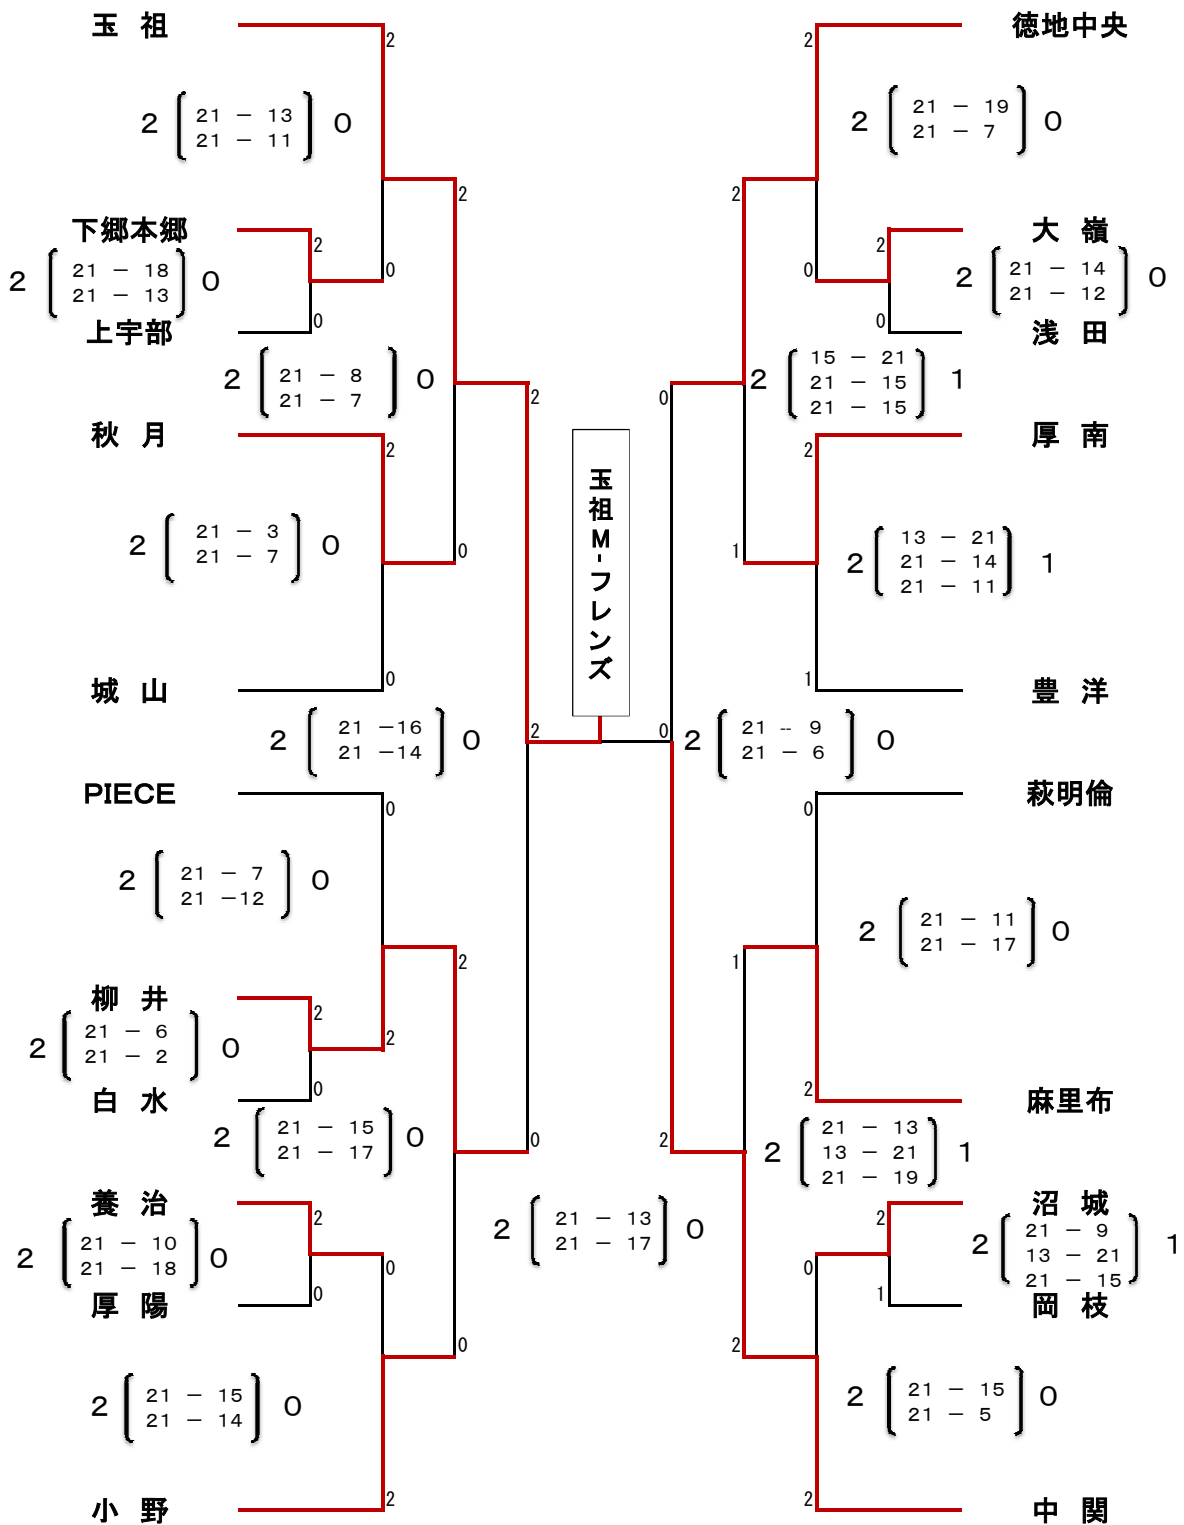 玉 祖
2
2 21 － 13 0
21 － 11
2
下郷本郷
2
2 21 － 18 0
21 － 13
0
0
上宇部
2 21 － 8 0
21 － 7
2
秋 月
2
2 21 － 3 0
21 － 7
0
城 山
0
2 21 －16 0
21 －14
2
PIECE
0
2 21 － 7 0
21 －12
2
柳 井
2
2 21 － 6 0
21 － 2
2
0
白 水
2 21 － 15 0
21 － 17
0
養 治
2
2 21 － 10 0
21 － 18
0
0
厚 陽
0
2 21 － 15 0
21 － 14
2
小 野
玉祖M-フレンズ
2 21 － 13 0
21 － 17
徳地中央
2
2 21 － 19 0
21 － 7
2
大 嶺
2
2 21 － 14 0
21 － 12
0
0
浅 田
2 15 － 21 1
21 － 15
21 － 15
0
厚 南
2
2 13 － 21 1
21 － 14
21 － 11
1
豊 洋
1
0
2 21 -- 9 0
21 － 6
萩明倫
0
2 21 － 11 0
21 － 17
1
2
麻里布
2 21 － 13 1
13 － 21
21 － 19
2
沼 城
2
2 21 － 9 1
13 － 21
21 － 15
0
1
岡 枝
2
2 21 － 15 0
21 － 5
2
中 関